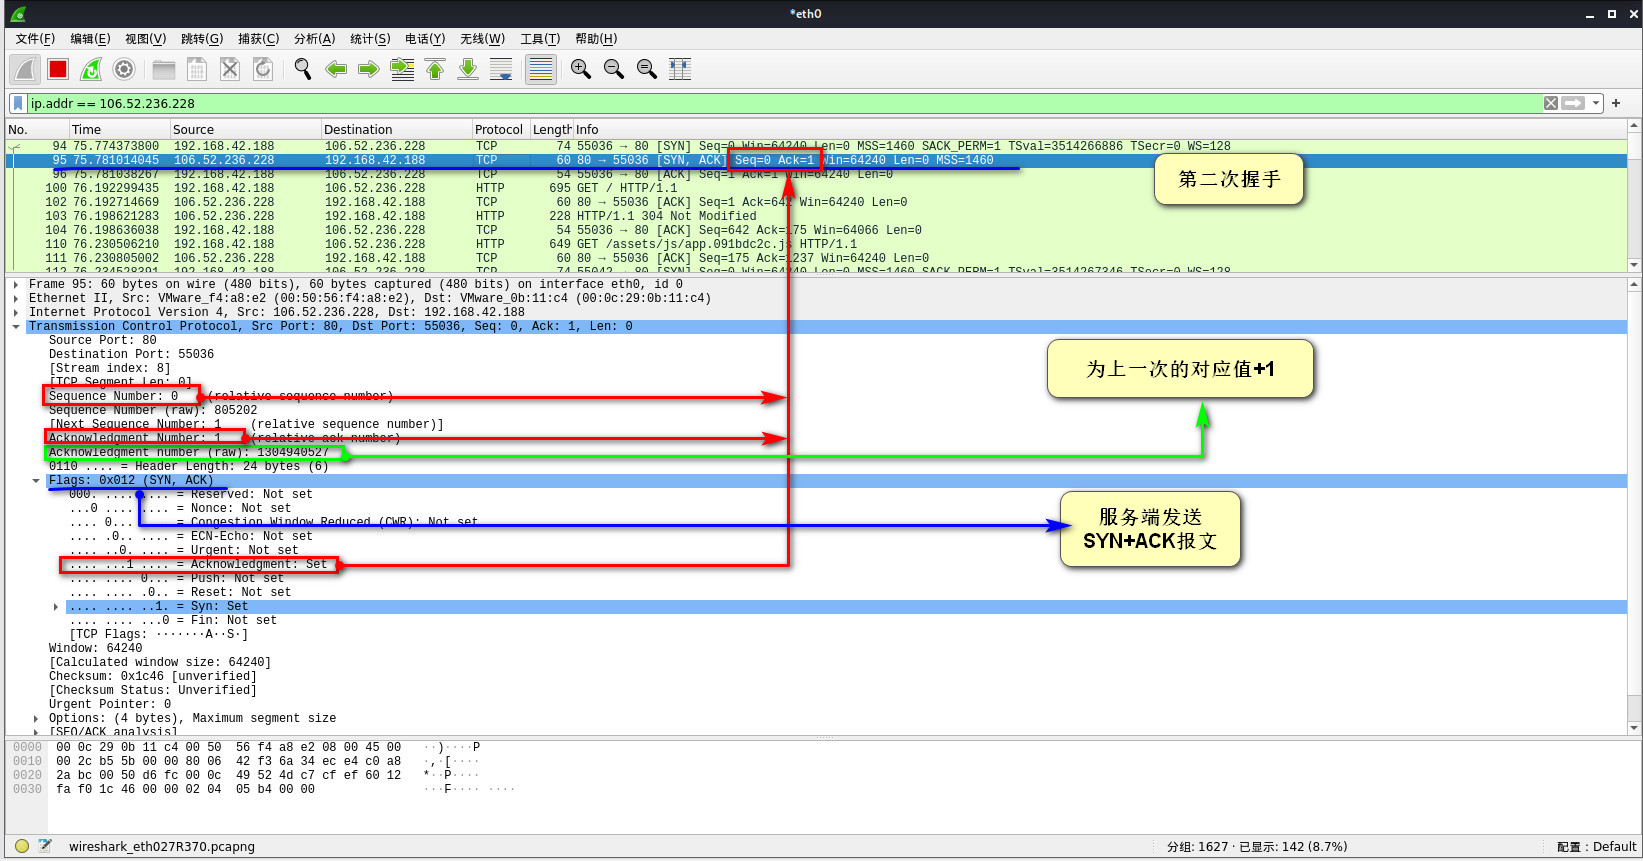 *eth0
文件(F) 编辑(E) 视图(V) 跳转(G) 捕获(C) 分析(A) 统计(S) 电话(Y) 无线(W) 工具(T) 帮助(H)
ip.addr == 106.52.236.228
No. Time Source Destination Protocol Length Info
94 75.774373800 192.168.42.188 106.52.236.228 TCP 74 55036 → 80 [SYN] Seq=0 Win=64240 Len=0 MSS=1460 SACK_PERM=1 TSval=3514266886 TSecr=0 WS=128
95 75.781014045 106.52.236.228 192.168.42.188 TCP 60 80 → 55036 [SYN, ACK] Seq=0 Ack=1 Win=64240 Len=0 MSS=1460
96 75.781038267 192.168.42.188 106.52.236.228 TCP 54 55036 → 80 [ACK] Seq=1 Ack=1 Win=64240 Len=0
100 76.192299435 192.168.42.188 106.52.236.228 HTTP 695 GET / HTTP/1.1
102 76.192714669 106.52.236.228 192.168.42.188 TCP 60 80 → 55036 [ACK] Seq=1 Ack=642 Win=64240 Len=0
103 76.198621283 106.52.236.228 192.168.42.188 HTTP 228 HTTP/1.1 304 Not Modified
104 76.198636038 192.168.42.188 106.52.236.228 TCP 54 55036 → 80 [ACK] Seq=642 Ack=175 Win=64066 Len=0
110 76.230506210 192.168.42.188 106.52.236.228 HTTP 649 GET /assets/js/app.091bdc2c.js HTTP/1.1
111 76.230805002 106.52.236.228 192.168.42.188 TCP 60 80 → 55036 [ACK] Seq=175 Ack=1237 Win=64240 Len=0
112 76.234528391 192.168.42.188 106.52.236.228 TCP 74 55042 → 80 [SYN] Seq=0 Win=64240 Len=0 MSS=1460 SACK_PERM=1 TSval=3514267346 TSecr=0 WS=128
第二次握手
Frame 95: 60 bytes on wire (480 bits), 60 bytes captured (480 bits) on interface eth0, id 0
Ethernet II, Src: VMware_f4:a8:e2 (00:50:56:f4:a8:e2), Dst: VMware_0b:11:c4 (00:0c:29:0b:11:c4)
Internet Protocol Version 4, Src: 106.52.236.228, Dst: 192.168.42.188
Transmission Control Protocol, Src Port: 80, Dst Port: 55036, Seq: 0, Ack: 1, Len: 0
Source Port: 80
Destination Port: 55036
[Stream index: 8]
[TCP Segment Len: 0]
Sequence Number: 0 (relative sequence number)
Sequence Number (raw): 805202
[Next Sequence Number: 1 (relative sequence number)]
Acknowledgment Number: 1 (relative ack number)
Acknowledgment number (raw): 1304940527
0110 .... = Header Length: 24 bytes (6)
Flags: 0x012 (SYN, ACK)
000. .... .... = Reserved: Not set
...0 .... .... = Nonce: Not set
.... 0... .... = Congestion Window Reduced (CWR): Not set
.... .0.. .... = ECN-Echo: Not set
.... ..0. .... = Urgent: Not set
.... ...1 .... = Acknowledgment: Set
.... .... 0... = Push: Not set
.... .... .0.. = Reset: Not set
.... .... ..1. = Syn: Set
.... .... ...0 = Fin: Not set
[TCP Flags: ·······A··S·]
Window: 64240
[Calculated window size: 64240]
Checksum: 0x1c46 [unverified]
[Checksum Status: Unverified]
Urgent Pointer: 0
Options: (4 bytes), Maximum segment size
[SEQ/ACK analysis]
为上一次的对应值+1
服务端发送
SYN+ACK报文
0000 00 0c 29 0b 11 c4 00 50 56 f4 a8 e2 08 00 45 00 ··)····P
0010 00 2c b5 5b 00 00 80 06 42 f3 6a 34 ec e4 c0 a8 ·,·[····
0020 2a bc 00 50 d6 fc 00 0c 49 52 4d c7 cf ef 60 12 *··P····
0030 fa f0 1c 46 00 00 02 04 05 b4 00 00 ···F···· ····
wireshark_eth027R370.pcapng 分组: 1627 · 已显示: 142 (8.7%) 配置：Default